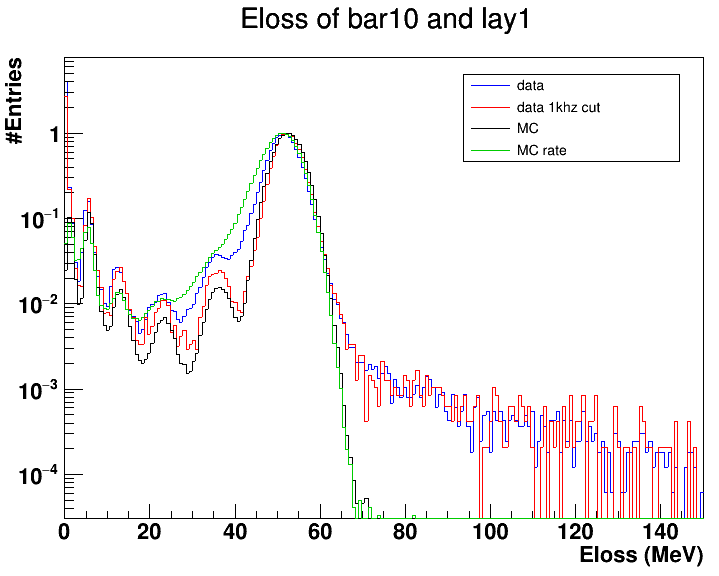 Eloss of bar10 and lay1
#Entries
data
data 1khz cut
MC
MC rate
1
10⁻¹
10⁻²
10⁻³
10⁻⁴
0 20 40 60 80 100 120 140
Eloss (MeV)